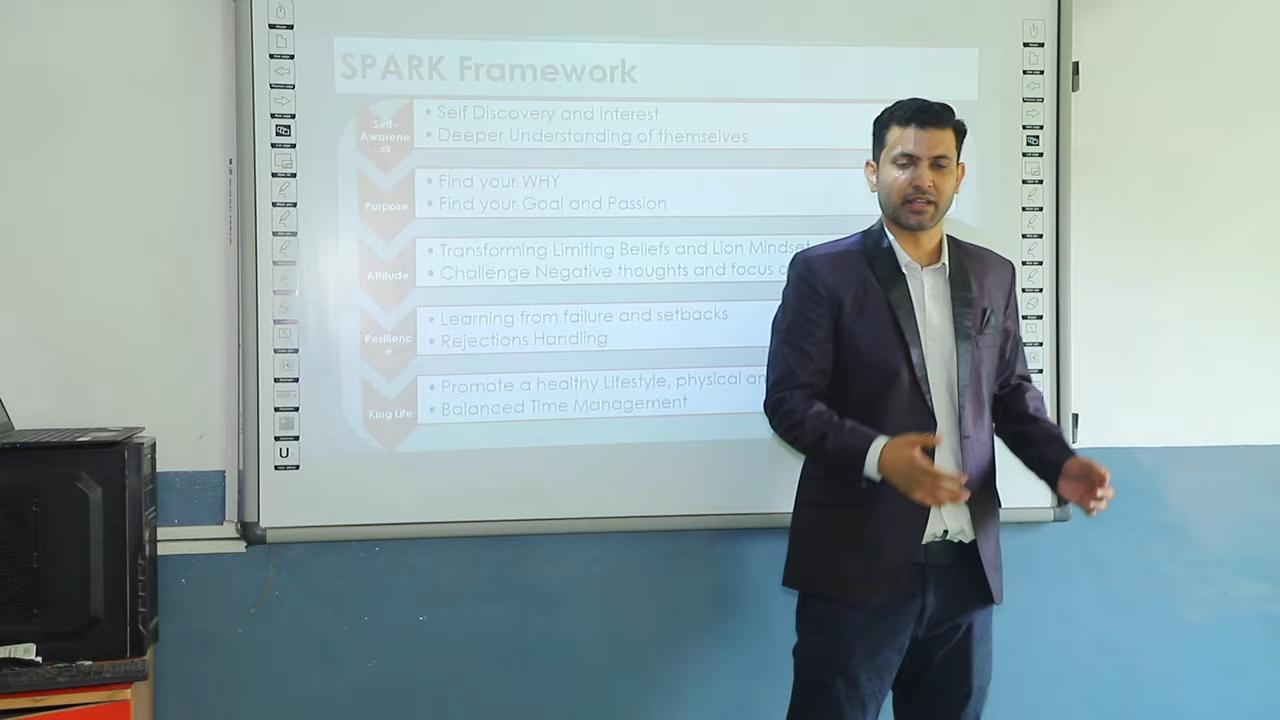 SPARK Framework
Self-
Awarene
ss
• Self Discovery and Interest
• Deeper Understanding of themselves
Purpose
• Find your WHY
• Find your Goal and Passion
Attitude
• Transforming Limiting Beliefs and Lion Mindset
• Challenge Negative thoughts and focus
Resilienc
e
• Learning from failure and setbacks
• Rejections Handling
King Life
• Promote a healthy Lifestyle, physical
• Balanced Time Management
U